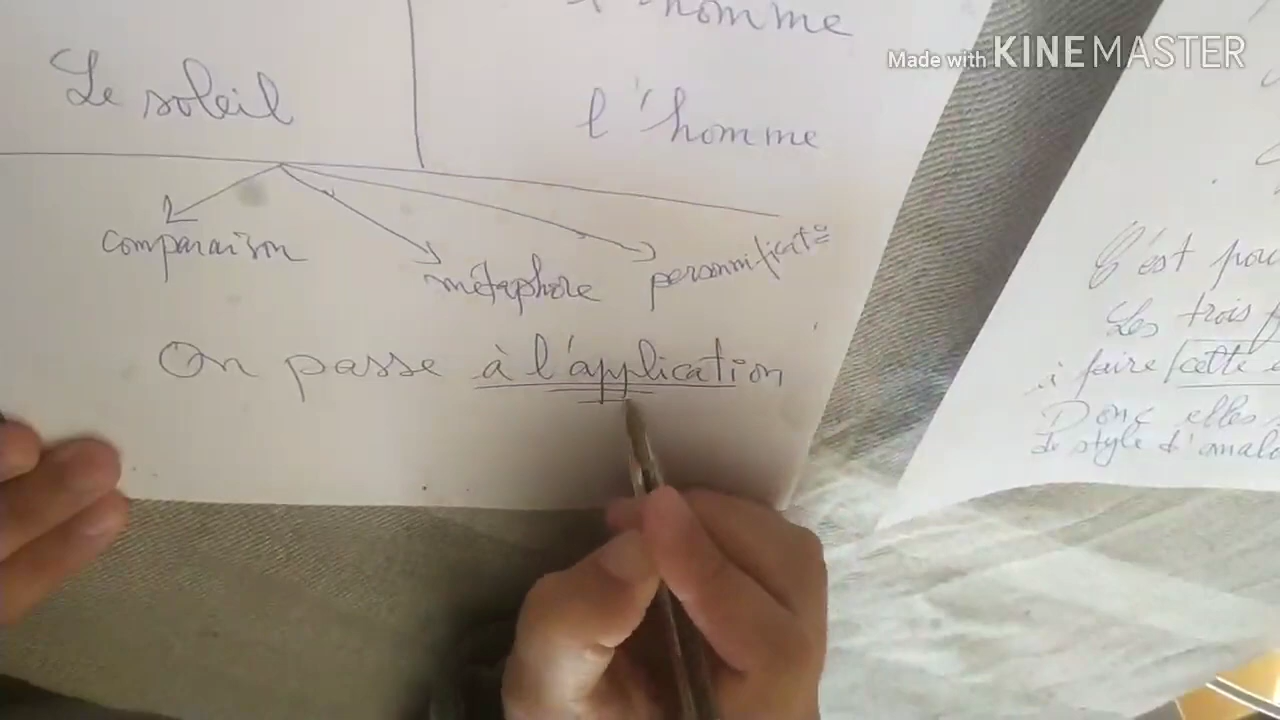 l'homme
Made with KINEMASTER
Le soleil
l'homme
comparaison
métaphore
personnificat°
On passe à l'application
C'est pour
Les trois
à faire cette
Donc elles
de style d'analo